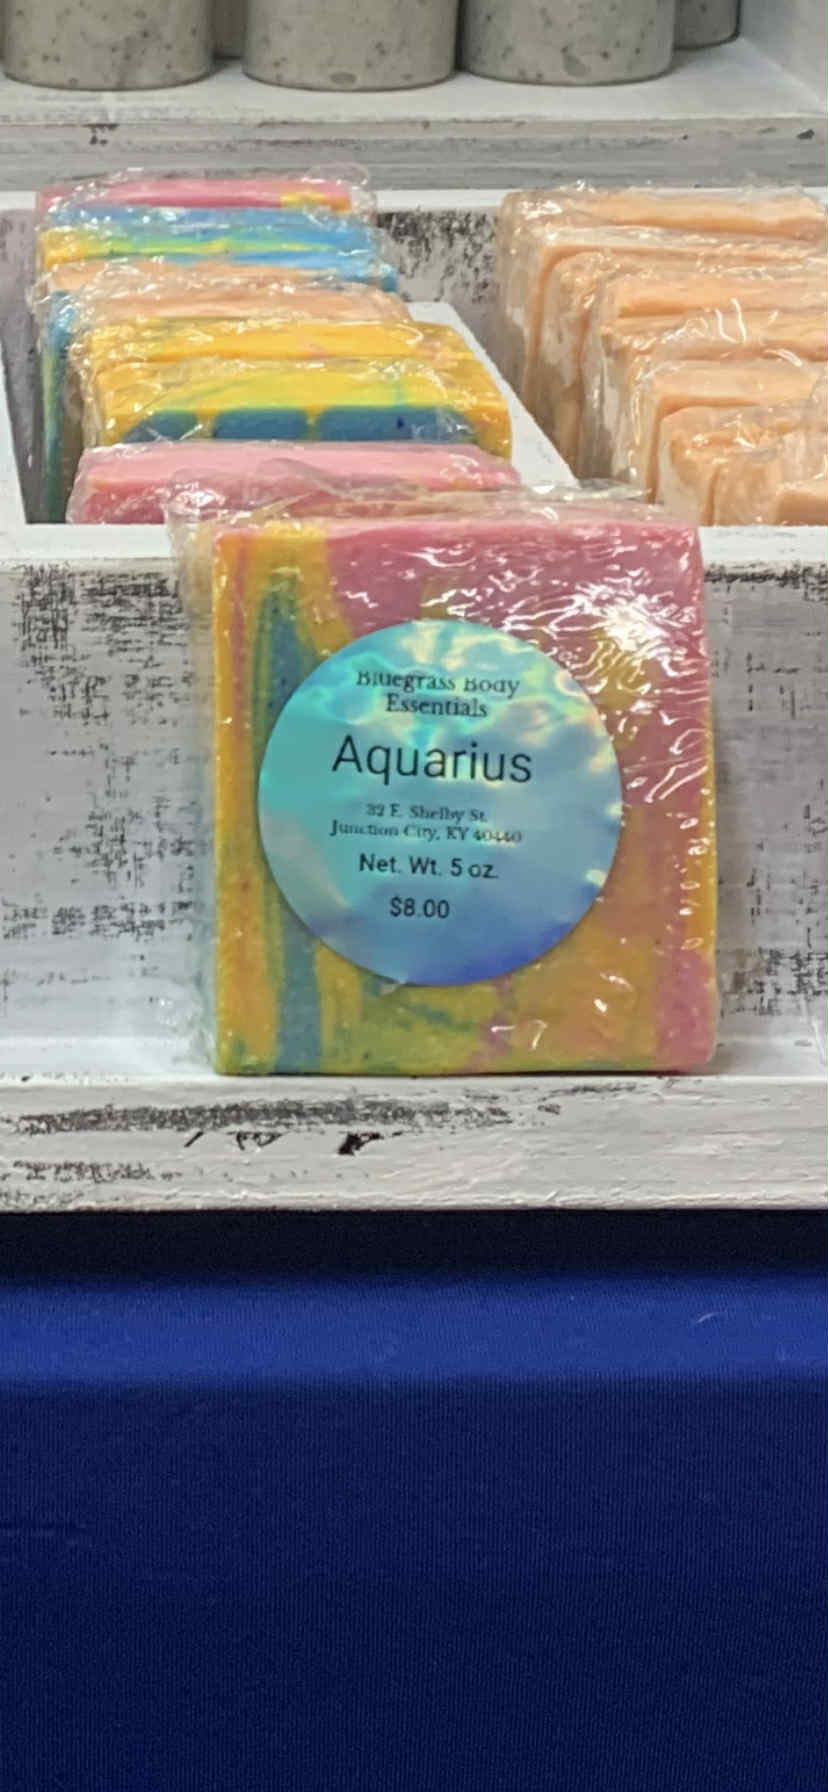 Bluegrass Body
Essentials
Aquarius
32 E. Shelby St.
Junction City, KY 40440
Net. Wt. 5 oz.
$8.00